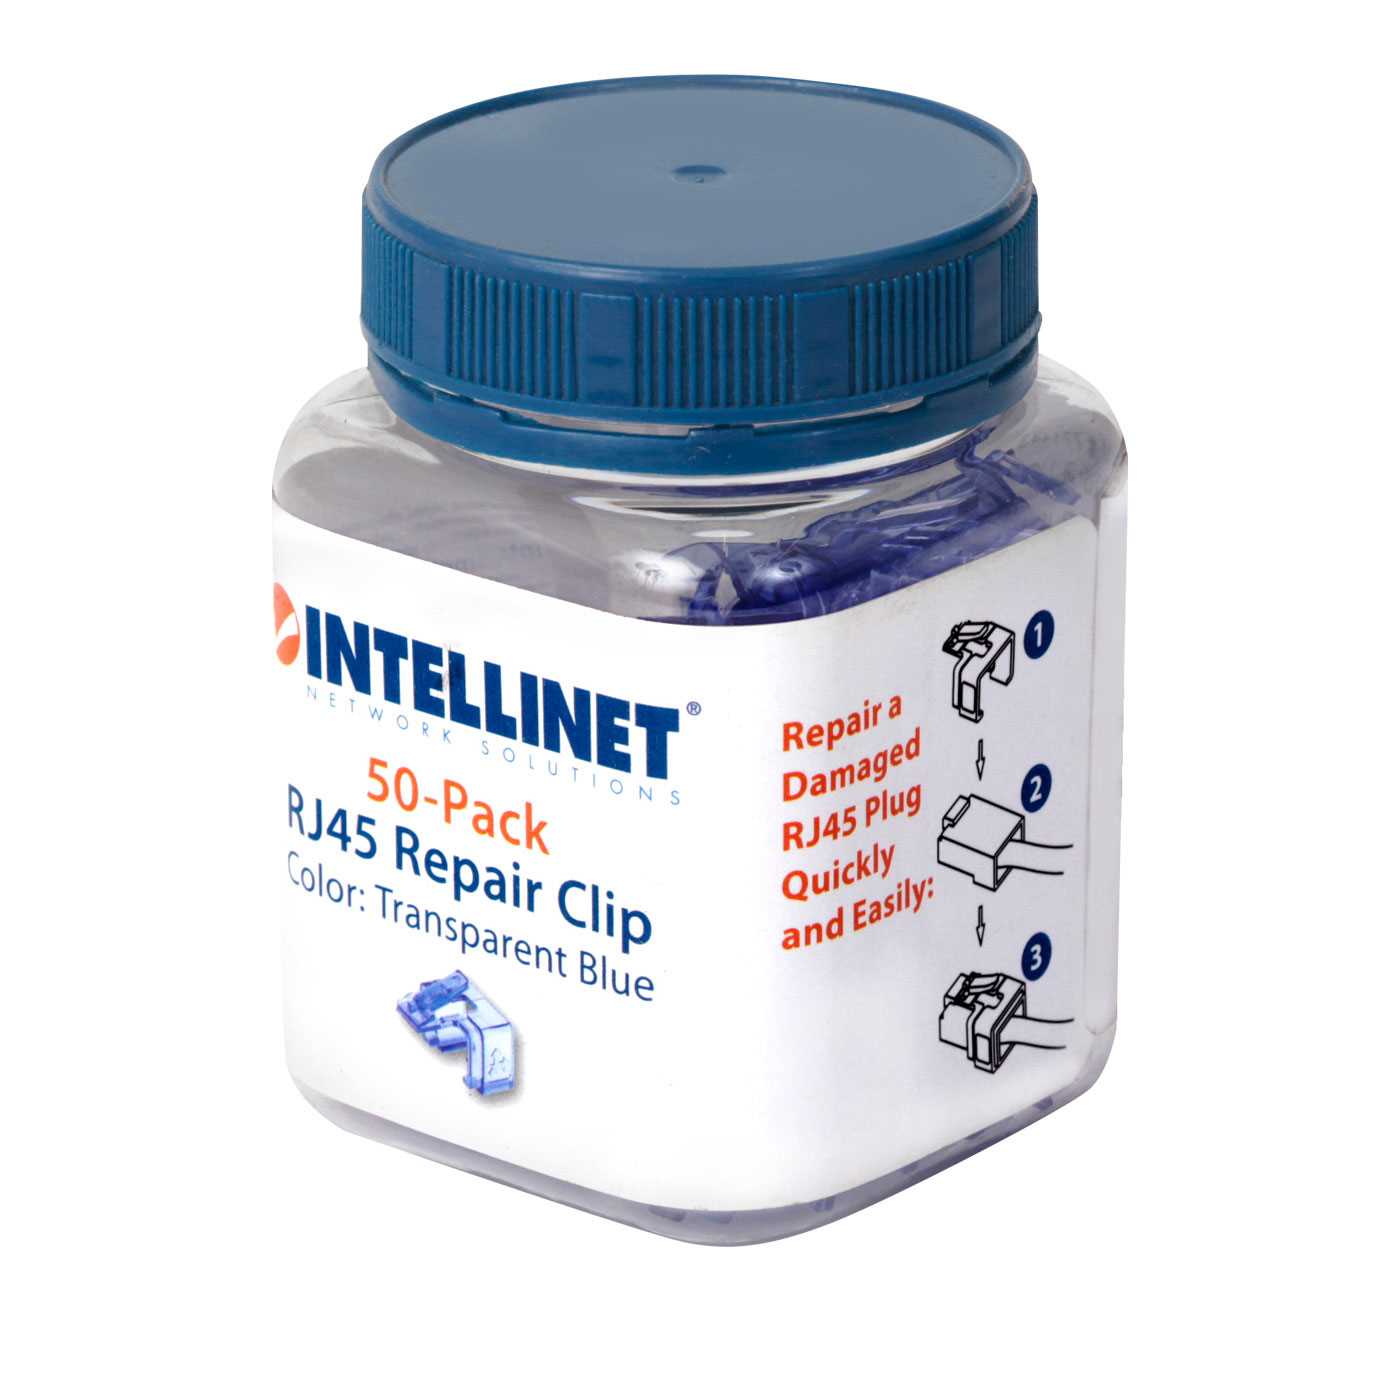 INTELLINET®
NETWORK SOLUTIONS
50-Pack
RJ45 Repair Clip
Color: Transparent Blue
Repair a
Damaged
RJ45 Plug
Quickly
and Easily:
1
2
3